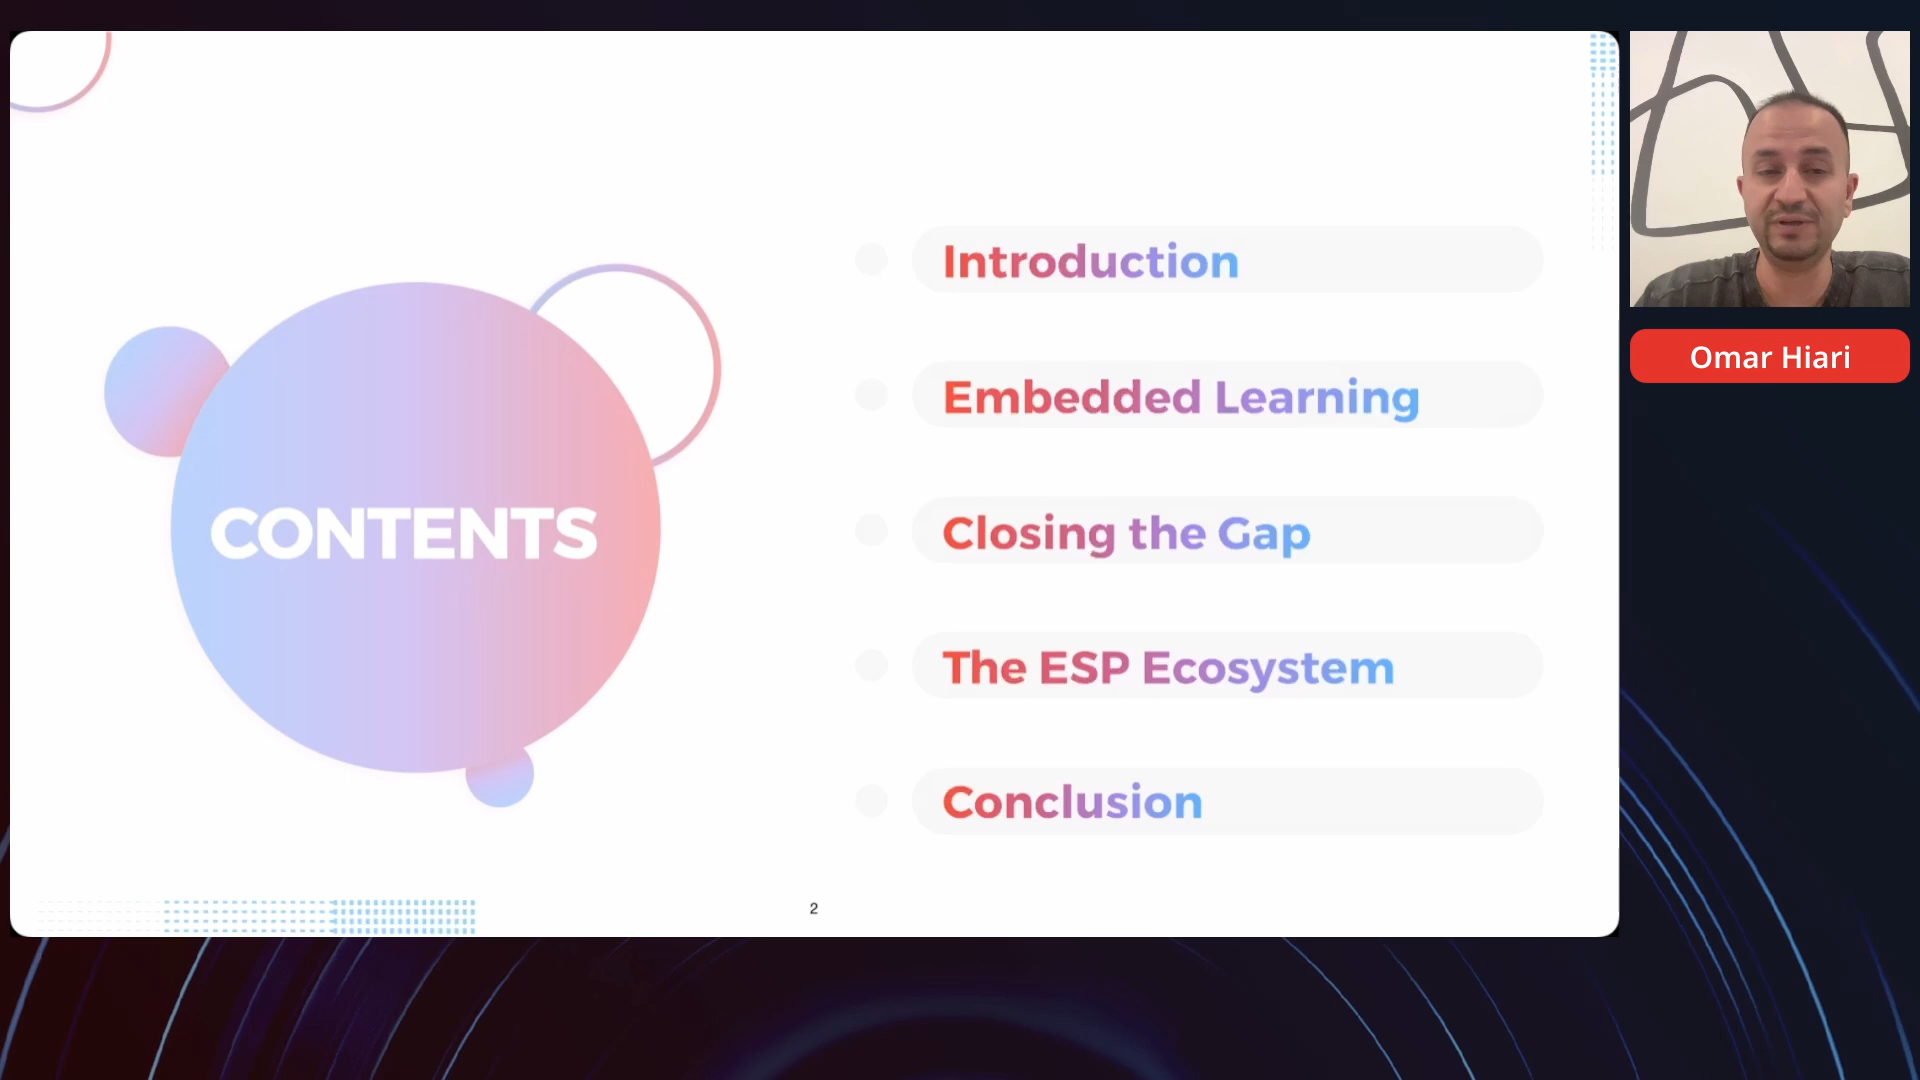 CONTENTS
Introduction
Embedded Learning
Closing the Gap
The ESP Ecosystem
Conclusion
2
Omar Hiari